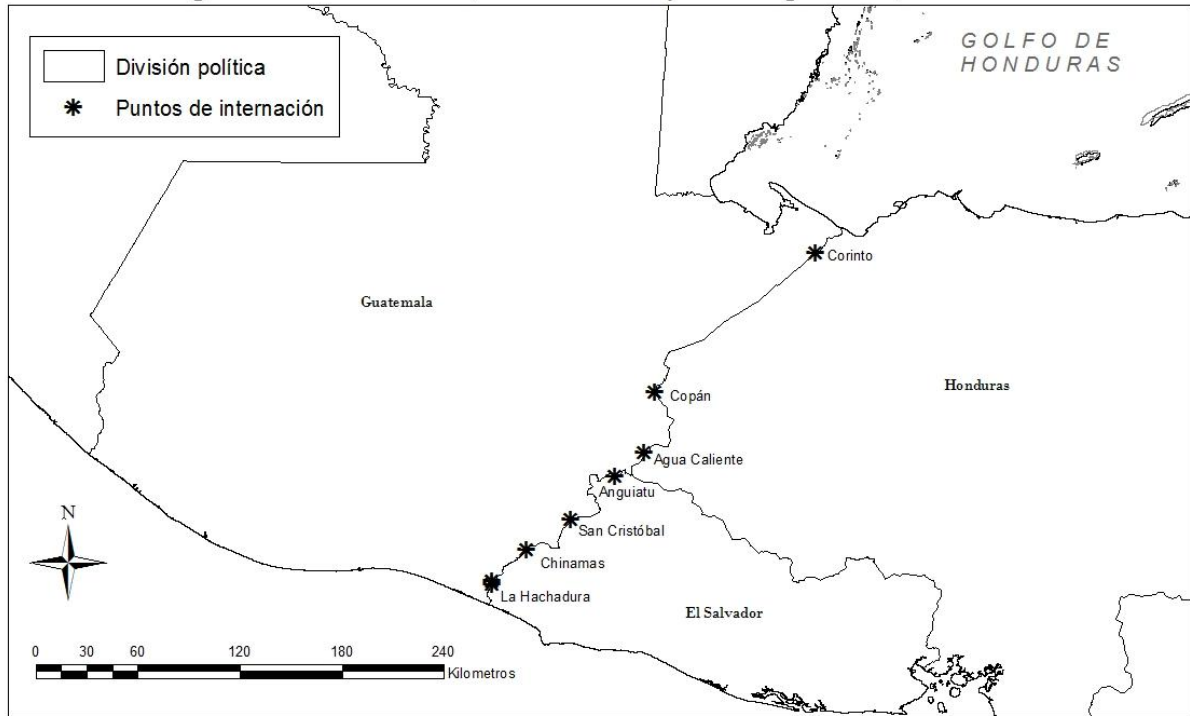 GOLFO DE
HONDURAS
División política
Puntos de internación
Corinto
Guatemala
Honduras
Copán
Agua Caliente
Anguiatu
San Cristóbal
N
Chinamas
La Hachadura
El Salvador
0 30 60 120 180 240
Kilometros